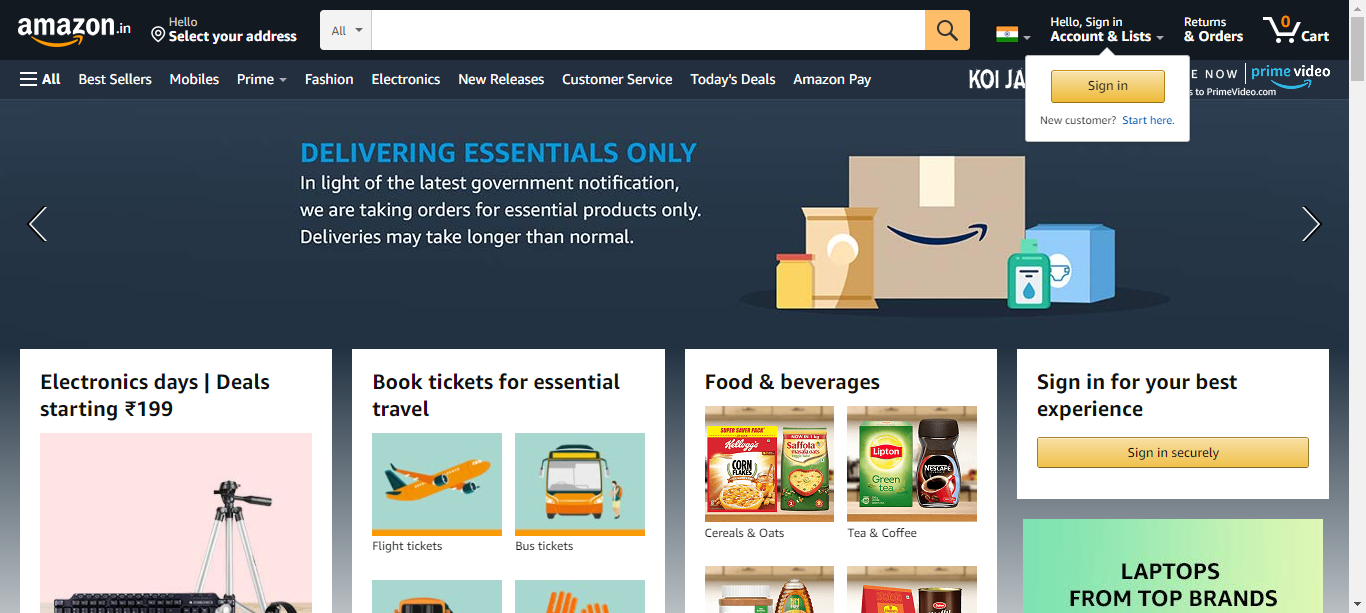 amazon.in
Hello
Select your address
All
Hello, Sign in
Account & Lists
Returns
& Orders
0
Cart
All
Best Sellers
Mobiles
Prime
Fashion
Electronics
New Releases
Customer Service
Today's Deals
Amazon Pay
KOI JA
E NOW
prime video
s to PrimeVideo.com
Sign in
New customer? Start here.
DELIVERING ESSENTIALS ONLY
In light of the latest government notification,
we are taking orders for essential products only.
Deliveries may take longer than normal.
Electronics days | Deals
starting ₹199
Book tickets for essential
travel
Flight tickets
Bus tickets
Food & beverages
SUPER SAVER PACK
Kellogg's
CORN
FLAKES
NOW IN 1 kg
Saffola
masala oats
Cereals & Oats
Lipton
Green
tea
NESCAFÉ
Tea & Coffee
Sign in for your best
experience
Sign in securely
LAPTOPS
FROM TOP BRANDS